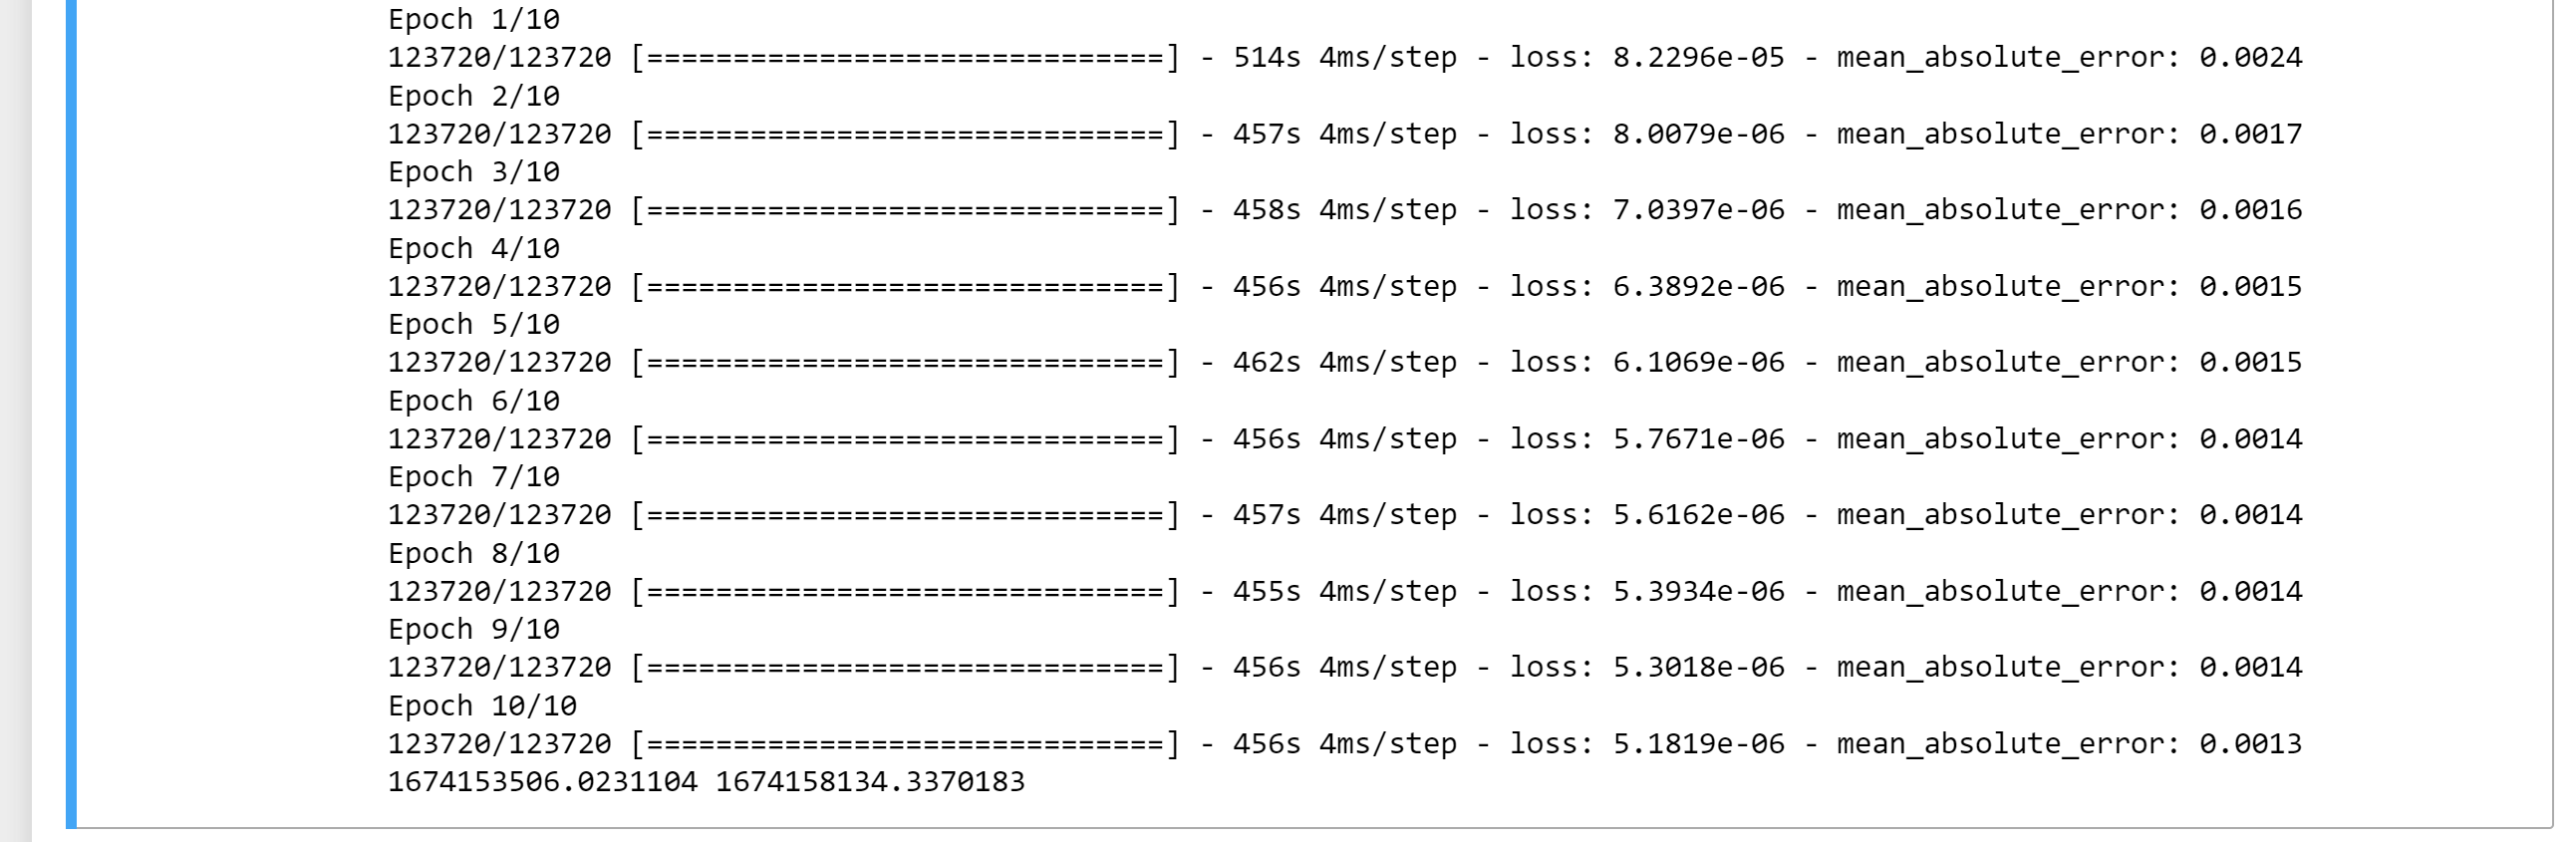 Epoch 1/10
123720/123720 [==============================] - 514s 4ms/step - loss: 8.2296e-05 - mean_absolute_error: 0.0024
Epoch 2/10
123720/123720 [==============================] - 457s 4ms/step - loss: 8.0079e-06 - mean_absolute_error: 0.0017
Epoch 3/10
123720/123720 [==============================] - 458s 4ms/step - loss: 7.0397e-06 - mean_absolute_error: 0.0016
Epoch 4/10
123720/123720 [==============================] - 456s 4ms/step - loss: 6.3892e-06 - mean_absolute_error: 0.0015
Epoch 5/10
123720/123720 [==============================] - 462s 4ms/step - loss: 6.1069e-06 - mean_absolute_error: 0.0015
Epoch 6/10
123720/123720 [==============================] - 456s 4ms/step - loss: 5.7671e-06 - mean_absolute_error: 0.0014
Epoch 7/10
123720/123720 [==============================] - 457s 4ms/step - loss: 5.6162e-06 - mean_absolute_error: 0.0014
Epoch 8/10
123720/123720 [==============================] - 455s 4ms/step - loss: 5.3934e-06 - mean_absolute_error: 0.0014
Epoch 9/10
123720/123720 [==============================] - 456s 4ms/step - loss: 5.3018e-06 - mean_absolute_error: 0.0014
Epoch 10/10
123720/123720 [==============================] - 456s 4ms/step - loss: 5.1819e-06 - mean_absolute_error: 0.0013
1674153506.0231104 1674158134.3370183